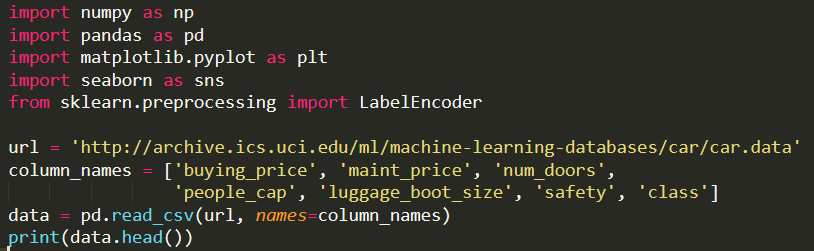 import numpy as np
import pandas as pd
import matplotlib.pyplot as plt
import seaborn as sns
from sklearn.preprocessing import LabelEncoder

url = 'http://archive.ics.uci.edu/ml/machine-learning-databases/car/car.data'
column_names = ['buying_price', 'maint_price', 'num_doors',
                'people_cap', 'luggage_boot_size', 'safety', 'class']
data = pd.read_csv(url, names=column_names)
print(data.head())